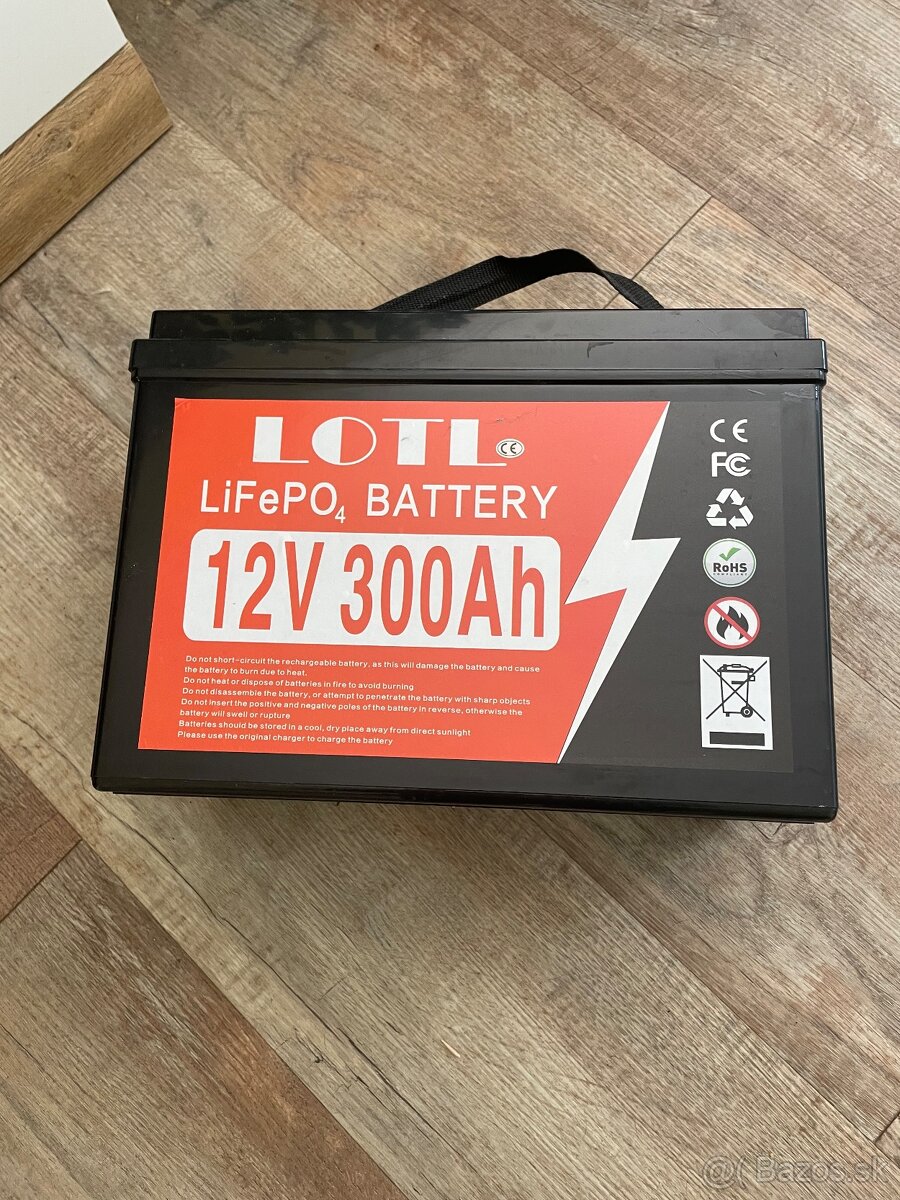 LOTL CE
LiFePO4 BATTERY
12V 300Ah
Do not short-circuit the rechargeable battery, as this will damage the battery and cause
the battery to burn due to heat.
Do not heat or dispose of batteries in fire to avoid burning
Do not disassemble the battery, or attempt to penetrate the battery with sharp objects
Do not insert the positive and negative poles of the battery in reverse, otherwise the
battery will swell or rupture
Batteries should be stored in a cool, dry place away from direct sunlight
Please use the original charger to charge the battery
CE
FC
RoHS
COMPLIANT
@( Bazos.sk